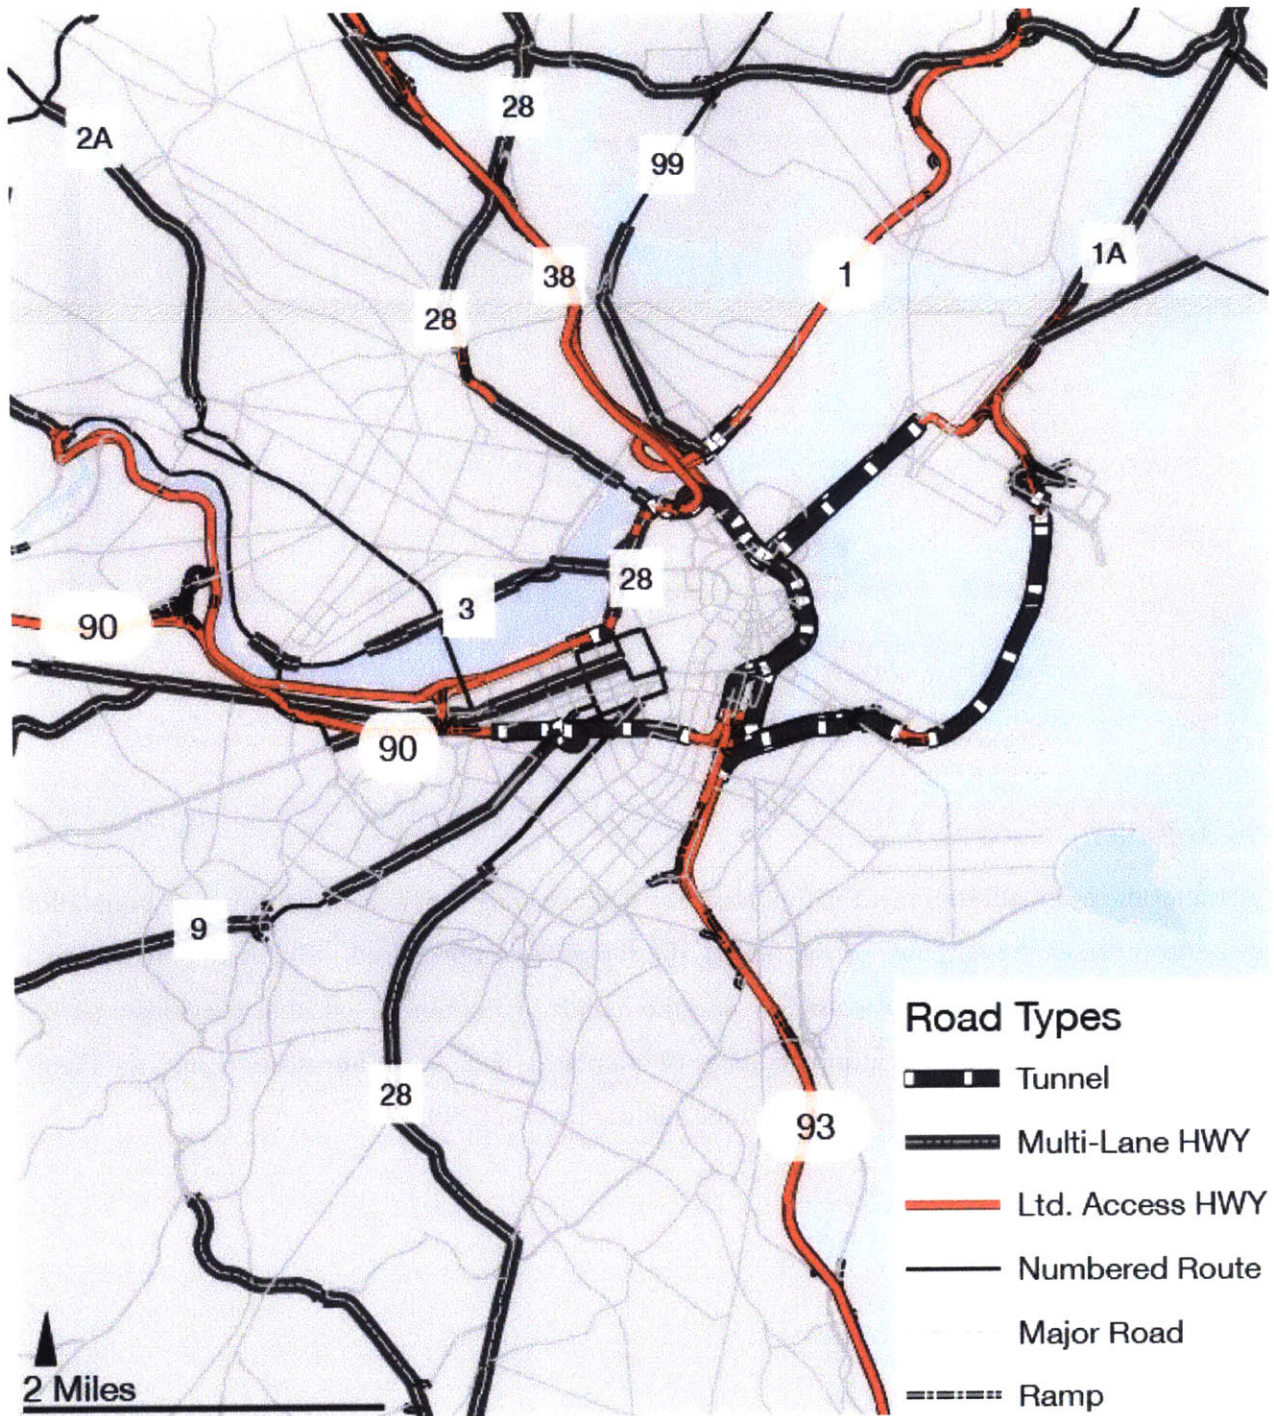 28
2A
99
1A
1
38
28
28
3
90
90
9
28
93
Road Types
Tunnel
Multi-Lane HWY
Ltd. Access HWY
Numbered Route
Major Road
Ramp
2 Miles